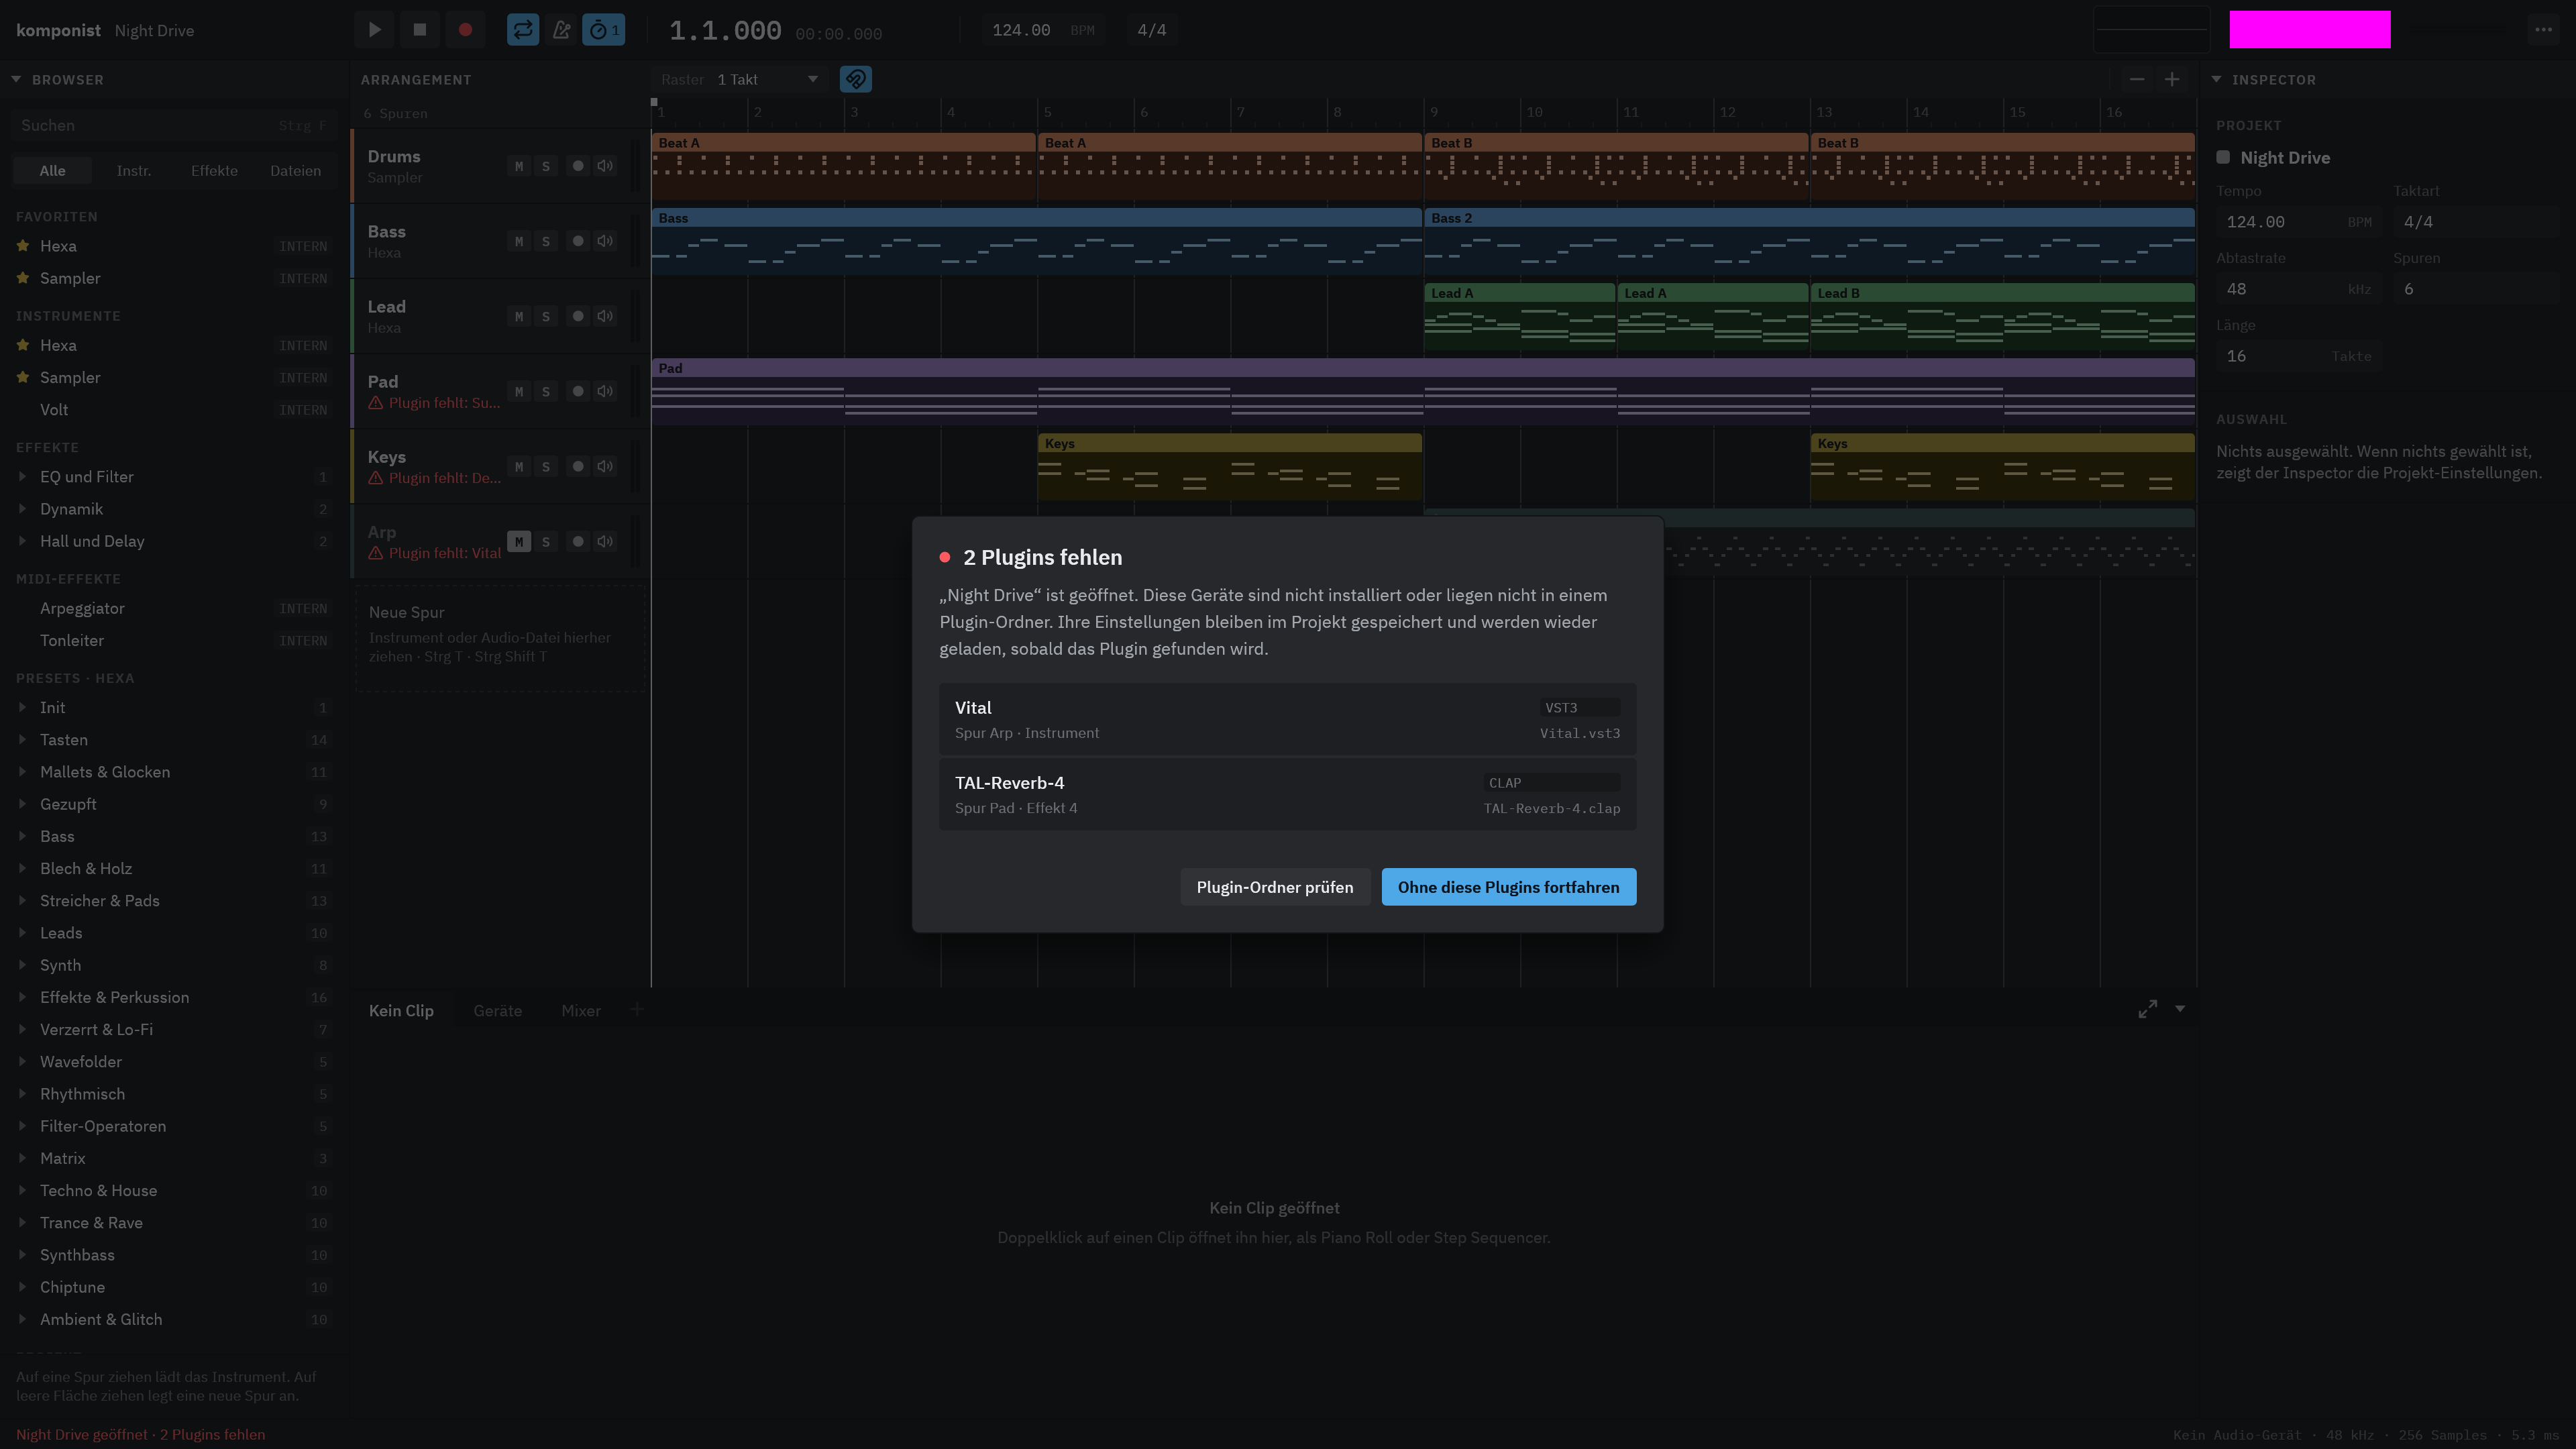 komponist Night Drive
1 1.1.000 00:00.000 124.00 BPM 4/4
BROWSER
Suchen Strg F
Alle Instr. Effekte Dateien
FAVORITEN
Hexa INTERN
Sampler INTERN
INSTRUMENTE
Hexa INTERN
Sampler INTERN
Volt INTERN
EFFEKTE
EQ und Filter 1
Dynamik 2
Hall und Delay 2
MIDI-EFFEKTE
Arpeggiator INTERN
Tonleiter INTERN
PRESETS · HEXA
Init 1
Tasten 14
Mallets & Glocken 11
Gezupft 9
Bass 13
Blech & Holz 11
Streicher & Pads 13
Leads 10
Synth 8
Effekte & Perkussion 16
Verzerrt & Lo-Fi 7
Wavefolder 5
Rhythmisch 5
Filter-Operatoren 5
Matrix 3
Techno & House 10
Trance & Rave 10
Synthbass 10
Chiptune 10
Ambient & Glitch 10
Auf eine Spur ziehen lädt das Instrument. Auf
leere Fläche ziehen legt eine neue Spur an.
ARRANGEMENT Raster 1 Takt
6 Spuren 1 2 3 4 5 6 7 8 9 10 11 12 13 14 15 16
Drums M S
Sampler
Beat A Beat A Beat B Beat B
Bass M S
Hexa
Bass Bass 2
Lead M S
Hexa
Lead A Lead A Lead B
Pad M S
Plugin fehlt: Su...
Pad
Keys M S
Plugin fehlt: De...
Keys Keys
Arp M S
Plugin fehlt: Vital
Neue Spur
Instrument oder Audio-Datei hierher
ziehen · Strg T · Strg Shift T
2 Plugins fehlen
„Night Drive“ ist geöffnet. Diese Geräte sind nicht installiert oder liegen nicht in einem
Plugin-Ordner. Ihre Einstellungen bleiben im Projekt gespeichert und werden wieder
geladen, sobald das Plugin gefunden wird.
Vital VST3
Spur Arp · Instrument Vital.vst3
TAL-Reverb-4 CLAP
Spur Pad · Effekt 4 TAL-Reverb-4.clap
Plugin-Ordner prüfen Ohne diese Plugins fortfahren
Kein Clip Geräte Mixer
Kein Clip geöffnet
Doppelklick auf einen Clip öffnet ihn hier, als Piano Roll oder Step Sequencer.
INSPECTOR
PROJEKT
Night Drive
Tempo Taktart
124.00 BPM 4/4
Abtastrate Spuren
48 kHz 6
Länge
16 Takte
AUSWAHL
Nichts ausgewählt. Wenn nichts gewählt ist,
zeigt der Inspector die Projekt-Einstellungen.
Night Drive geöffnet · 2 Plugins fehlen
Kein Audio-Gerät · 48 kHz · 256 Samples · 5.3 ms